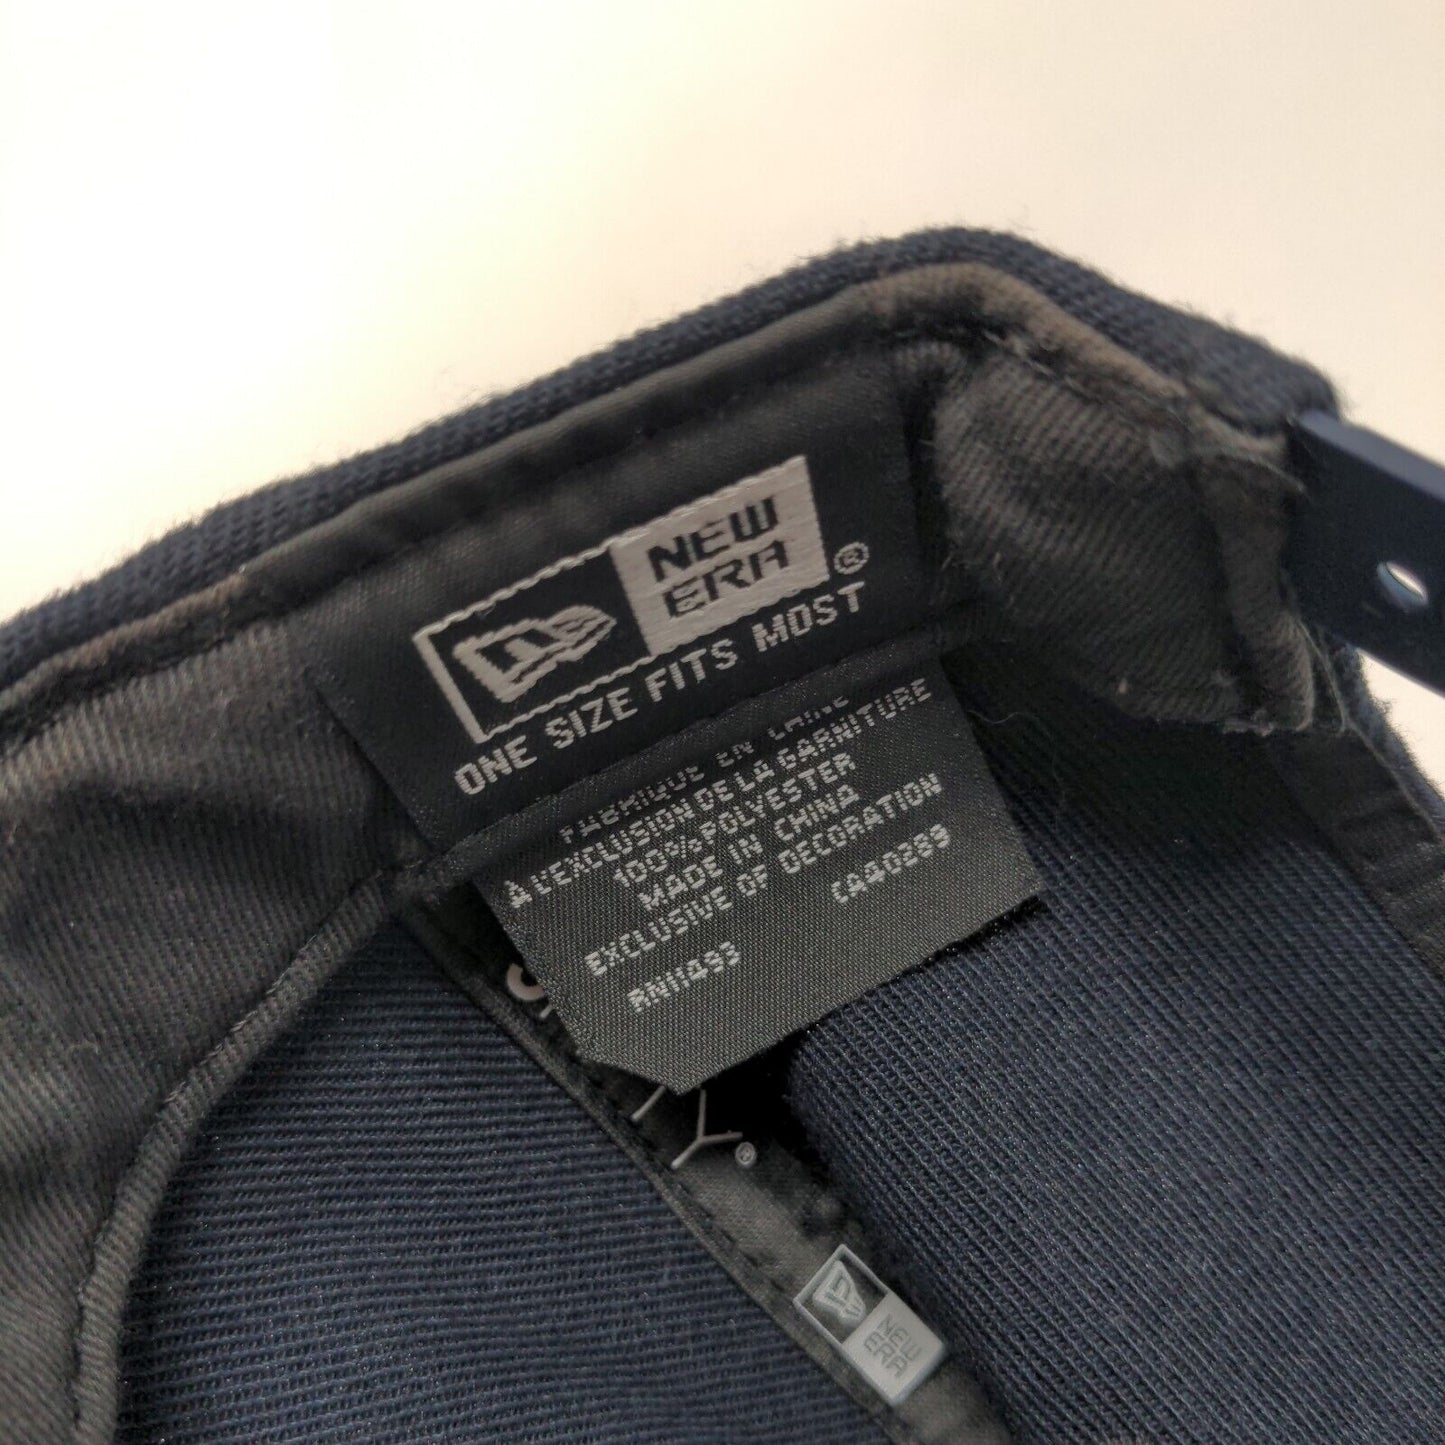 NEW
ERA®
ONE SIZE FITS MOST
FABRIQUE EN CHINE
À L'EXCLUSION DE LA GARNITURE
100% POLYESTER
MADE IN CHINA
EXCLUSIVE OF DECORATION
RN11493 CA40289
Y®
NEW
ERA